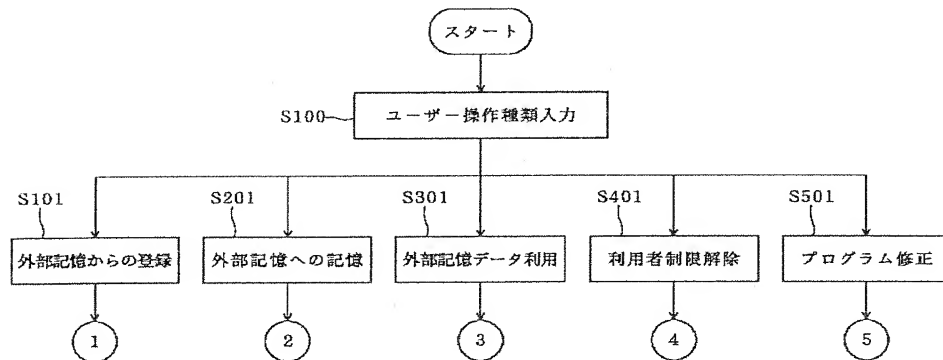 スタート
S100
ユーザー操作種類入力
S101
S201
S301
S401
S501
外部記憶からの登録
外部記憶への記憶
外部記憶データ利用
利用者制限解除
プログラム修正
1
2
3
4
5